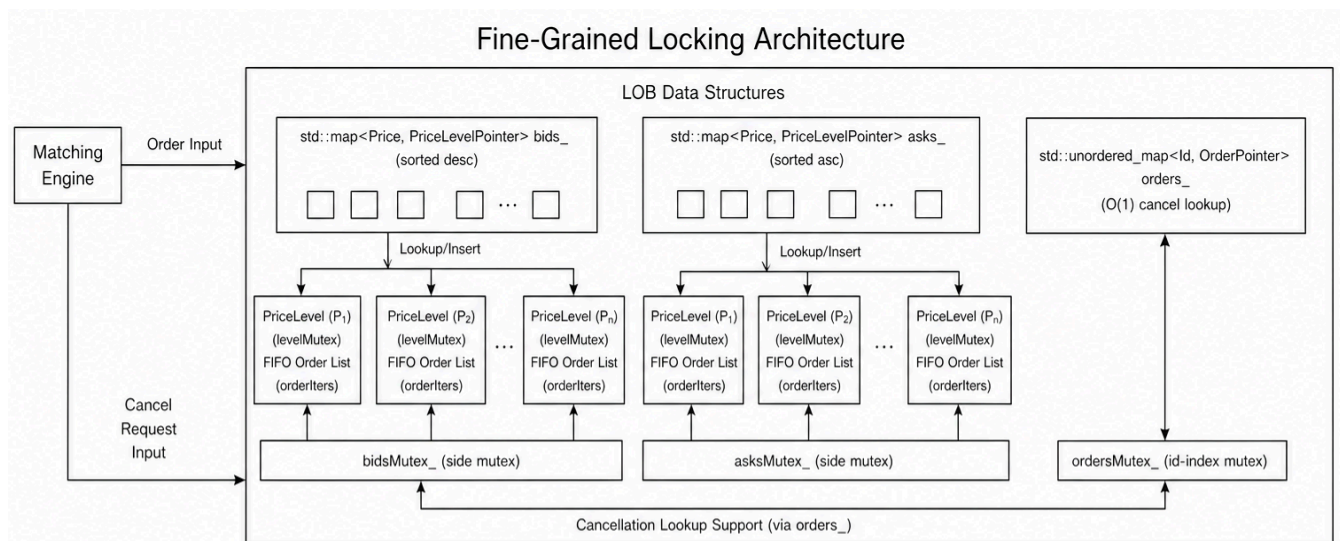 Fine-Grained Locking Architecture
LOB Data Structures
Matching
Engine
Order Input
Cancel
Request
Input
std::map<Price, PriceLevelPointer> bids_
(sorted desc)
...
Lookup/Insert
PriceLevel (P₁)
(levelMutex)
FIFO Order List
(orderIters)
PriceLevel (P₂)
(levelMutex)
FIFO Order List
(orderIters)
...
PriceLevel (Pₙ)
(levelMutex)
FIFO Order List
(orderIters)
bidsMutex_ (side mutex)
std::map<Price, PriceLevelPointer> asks_
(sorted asc)
...
Lookup/Insert
PriceLevel (P₁)
(levelMutex)
FIFO Order List
(orderIters)
PriceLevel (P₂)
(levelMutex)
FIFO Order List
(orderIters)
...
PriceLevel (Pₙ)
(levelMutex)
FIFO Order List
(orderIters)
asksMutex_ (side mutex)
std::unordered_map<Id, OrderPointer>
orders_
(O(1) cancel lookup)
ordersMutex_ (id-index mutex)
Cancellation Lookup Support (via orders_)